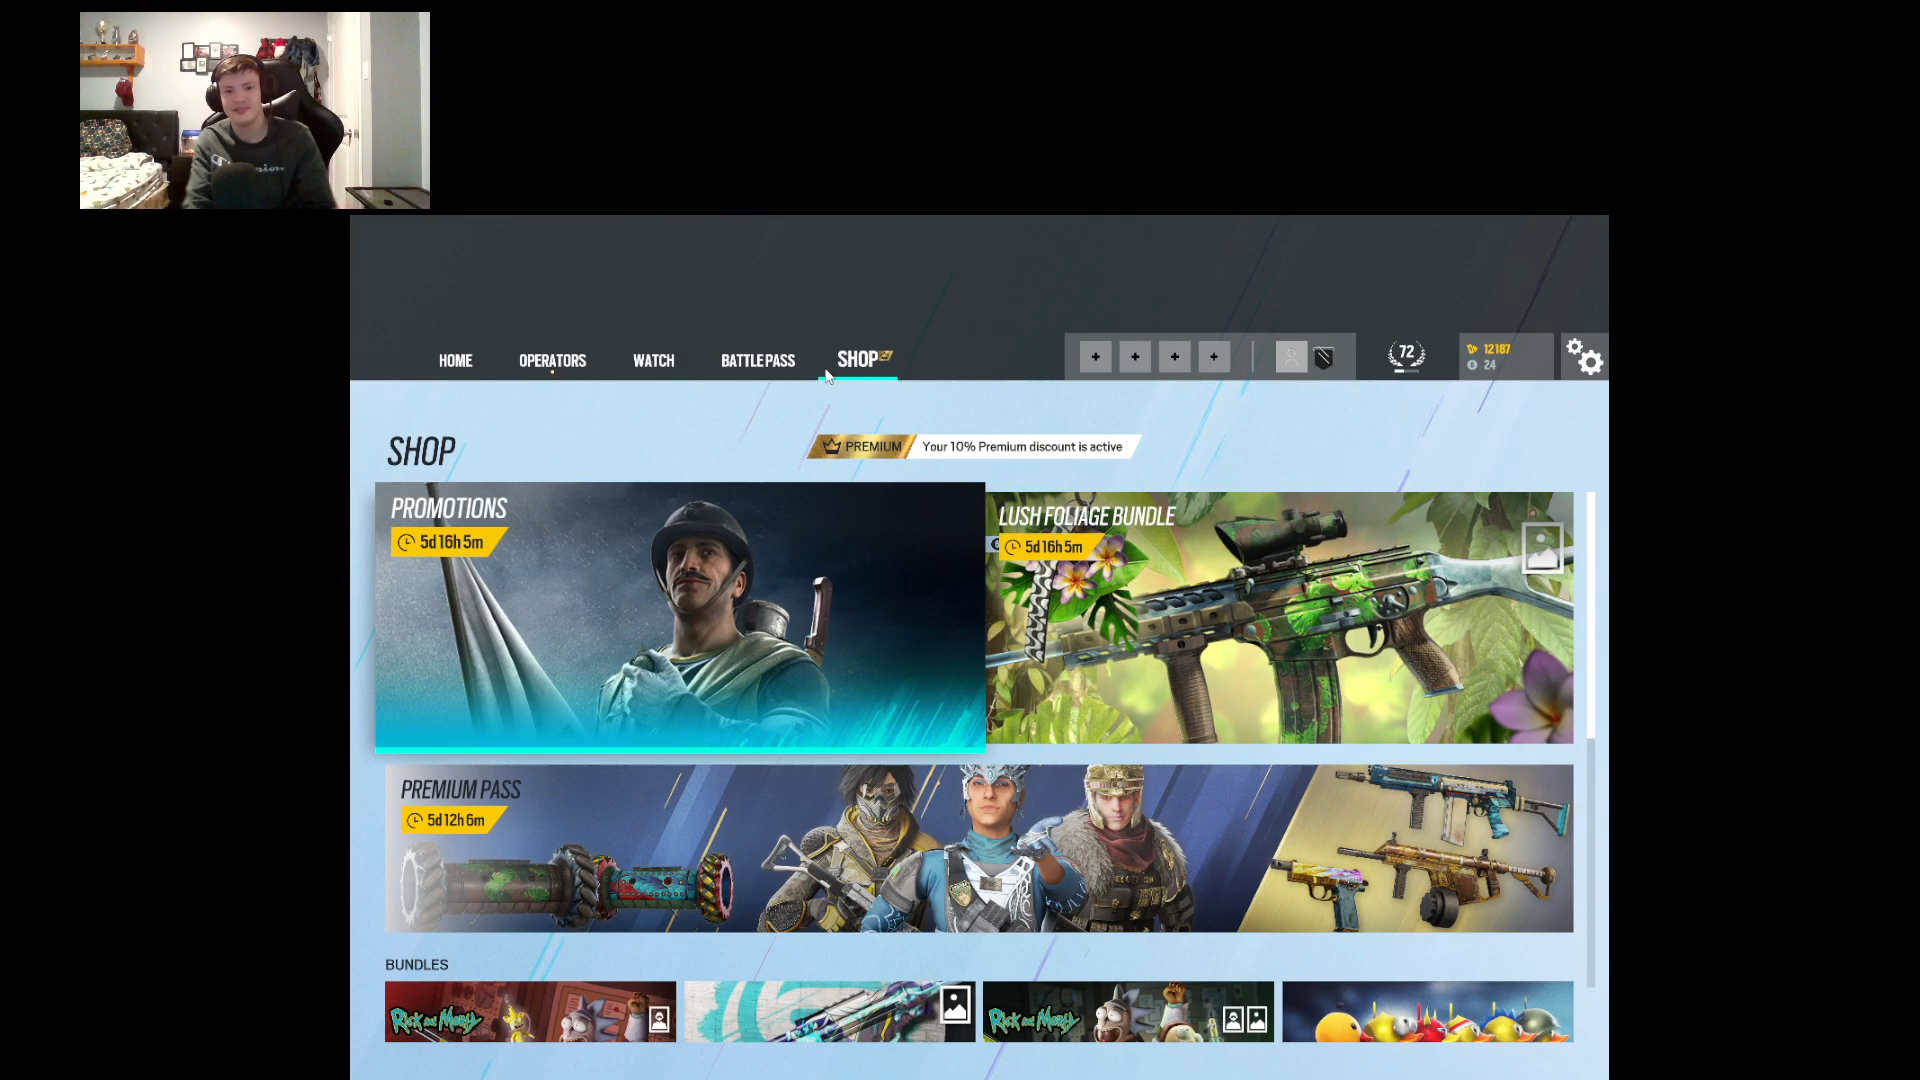 HOME OPERATORS WATCH BATTLE PASS SHOP
72
12187
24
SHOP
PREMIUM Your 10% Premium discount is active
PROMOTIONS
5d 16h 5m
LUSH FOLIAGE BUNDLE
5d 16h 5m
PREMIUM PASS
5d 12h 6m
BUNDLES
RICK AND MORTY
RICK AND MORTY